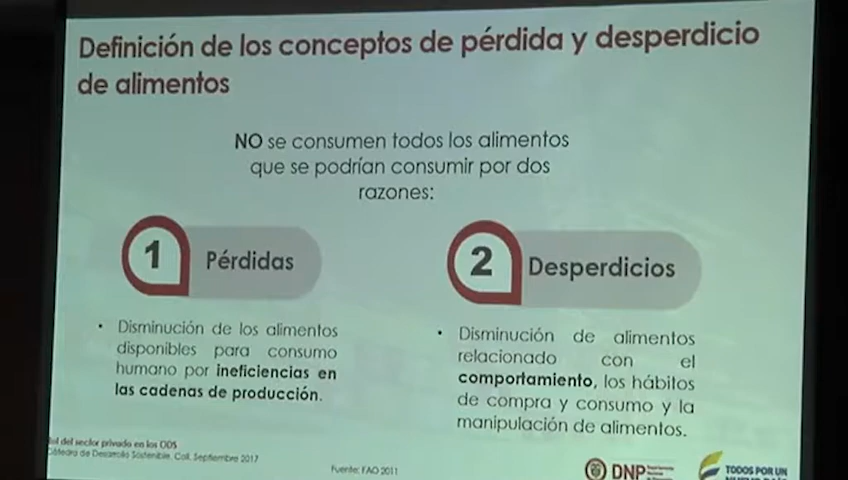 Definición de los conceptos de pérdida y desperdicio
de alimentos
NO se consumen todos los alimentos
que se podrían consumir por dos
razones:
1 Pérdidas
• Disminución de los alimentos
disponibles para consumo
humano por ineficiencias en
las cadenas de producción.
2 Desperdicios
• Disminución de alimentos
relacionado con el
comportamiento, los hábitos
de compra y consumo y la
manipulación de alimentos.
del sector privado en los ODS
Cátedra de Desarrollo Sostenible. Cali, Septiembre 2017
Fuente: FAO 2011
DNP
TODOS POR UN